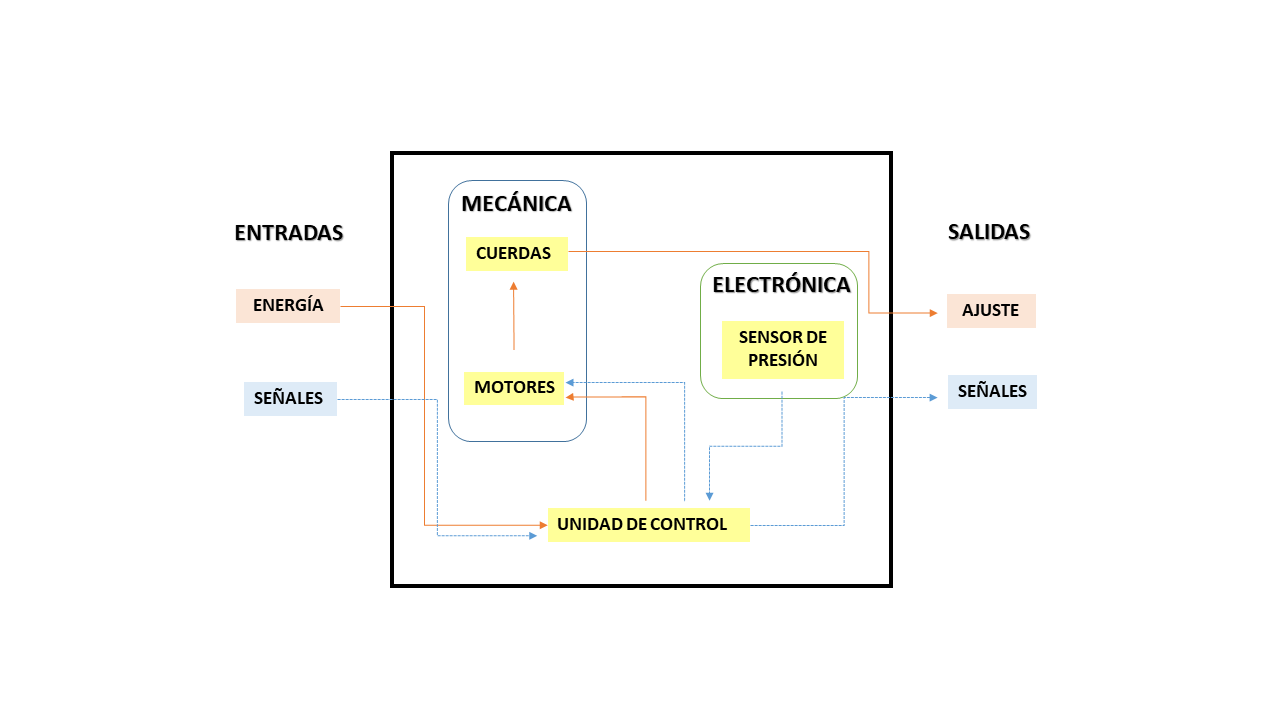 MECÁNICA
ENTRADAS
CUERDAS
SALIDAS
ELECTRÓNICA
ENERGÍA
AJUSTE
SENSOR DE
PRESIÓN
MOTORES
SEÑALES
SEÑALES
UNIDAD DE CONTROL